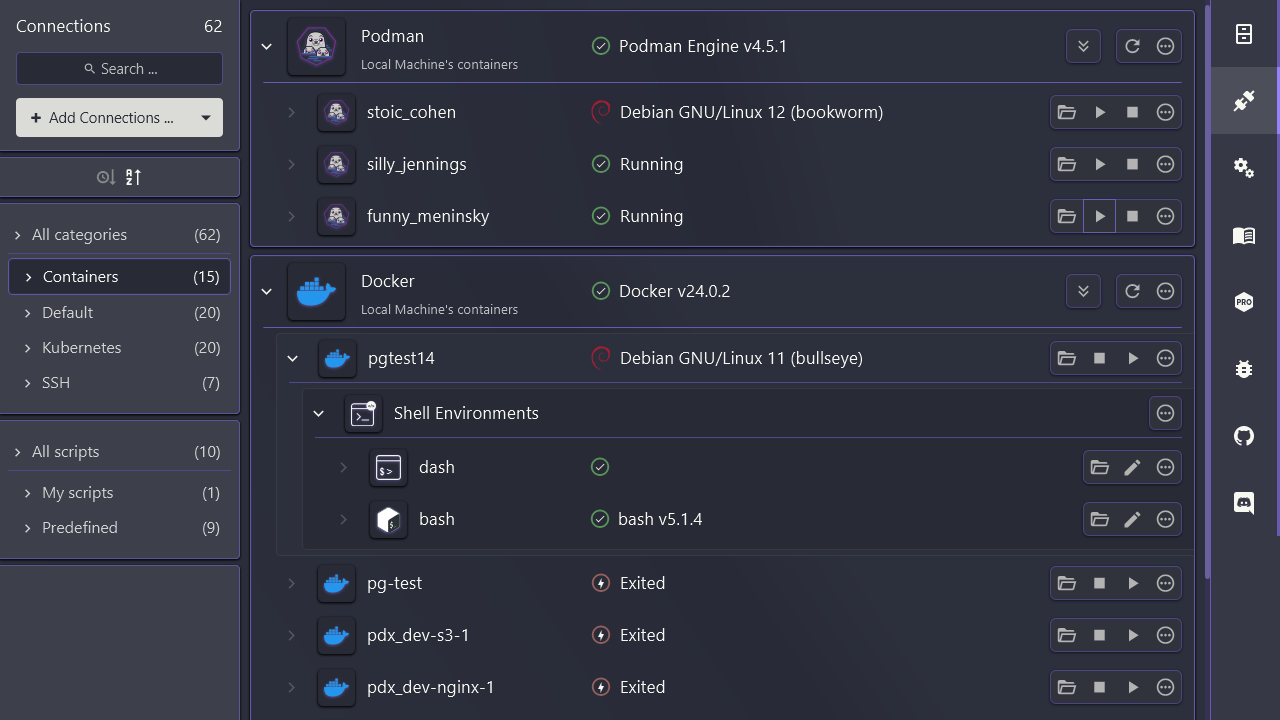 Connections 62
Search ...
Add Connections ...
All categories (62)
Containers (15)
Default (20)
Kubernetes (20)
SSH (7)
All scripts (10)
My scripts (1)
Predefined (9)
Podman
Local Machine's containers
Podman Engine v4.5.1
stoic_cohen Debian GNU/Linux 12 (bookworm)
silly_jennings Running
funny_meninsky Running
Docker
Local Machine's containers
Docker v24.0.2
pgtest14 Debian GNU/Linux 11 (bullseye)
Shell Environments
$> dash
$ bash bash v5.1.4
pg-test Exited
pdx_dev-s3-1 Exited
pdx_dev-nginx-1 Exited
PRO